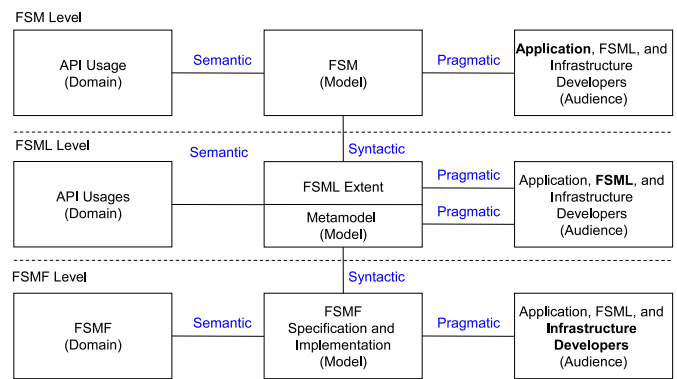 FSM Level
API Usage
(Domain)
Semantic
FSM
(Model)
Pragmatic
Application, FSML, and
Infrastructure
Developers
(Audience)
Syntactic
FSML Level
API Usages
(Domain)
Semantic
FSML Extent
Metamodel
(Model)
Pragmatic
Pragmatic
Application, FSML, and
Infrastructure
Developers
(Audience)
Syntactic
FSMF Level
FSMF
(Domain)
Semantic
FSMF
Specification and
Implementation
(Model)
Pragmatic
Application, FSML, and
Infrastructure
Developers
(Audience)